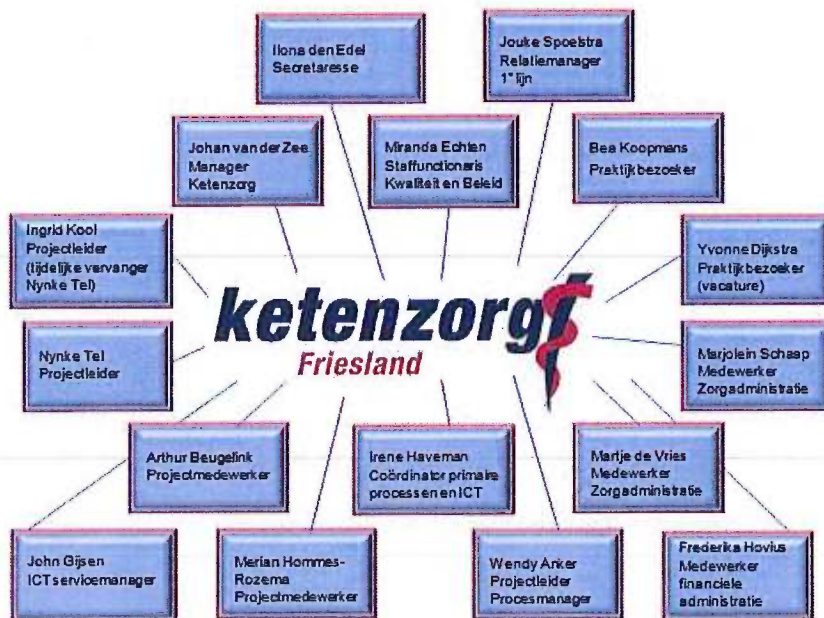 Ilona den Edel
Secretaresse
Jouke Spoelstra
Relatiemanager
1e lijn
Johan van der Zee
Manager
Ketenzorg
Miranda Echten
Staffunctionaris
Kwaliteit en Beleid
Bea Koopmans
Praktijkbezoeker
Ingrid Kool
Projectleider
(tijdelijke vervanger
Nynke Tel)
Yvonne Dijkstra
Praktijkbezoeker
(vacature)
ketenzorg
Friesland
Nynke Tel
Projectleider
Marjolein Schaap
Medewerker
Zorgadministratie
Arthur Beugelink
Projectmedewerker
Irene Haveman
Coördinator primaire
processen en ICT
Martje de Vries
Medewerker
Zorgadministratie
John Gijsen
ICT servicemanager
Merian Hommes-
Rozema
Projectmedewerker
Wendy Anker
Projectleider
Procesmanager
Frederika Hovius
Medewerker
financiele
administratie